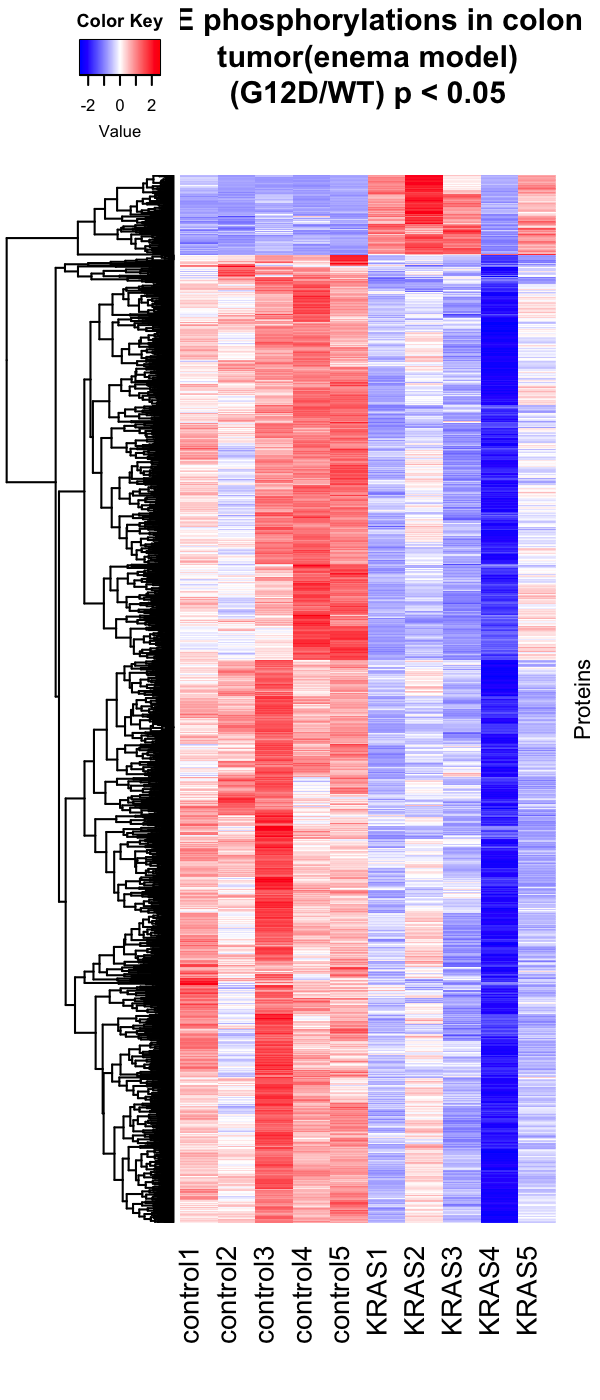 Color Key
-2 0 2
Value
E phosphorylations in colon
tumor(enema model)
(G12D/WT) p < 0.05
Proteins
control1
control2
control3
control4
control5
KRAS1
KRAS2
KRAS3
KRAS4
KRAS5